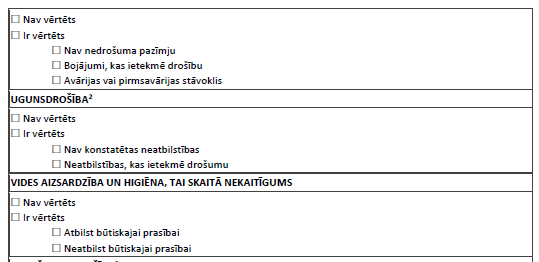 ☐ Nav vērtēts
☐ Ir vērtēts
☐ Nav nedrošuma pazīmju
☐ Bojājumi, kas ietekmē drošību
☐ Avārijas vai pirmsavārijas stāvoklis
UGUNSDROŠĪBA²
☐ Nav vērtēts
☐ Ir vērtēts
☐ Nav konstatētas neatbilstības
☐ Neatbilstības, kas ietekmē drošumu
VIDES AIZSARDZĪBA UN HIGIĒNA, TAI SKAITĀ NEKAITĪGUMS
☐ Nav vērtēts
☐ Ir vērtēts
☐ Atbilst būtiskajai prasībai
☐ Neatbilst būtiskajai prasībai